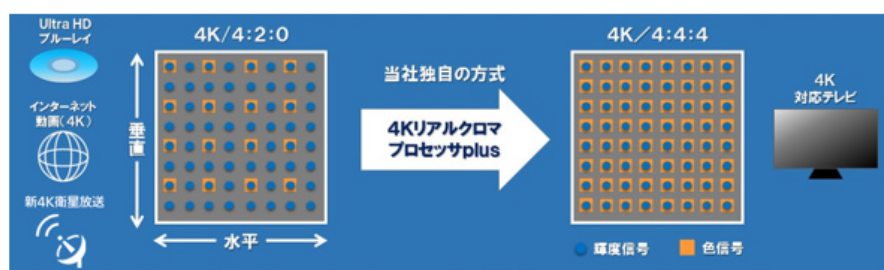 Ultra HD
ブルーレイ
インターネット
動画(4K)
新4K衛星放送
4K/4:2:0
垂直
水平
当社独自の方式
4Kリアルクロマ
プロセッサplus
4K/4:4:4
輝度信号
色信号
4K
対応テレビ